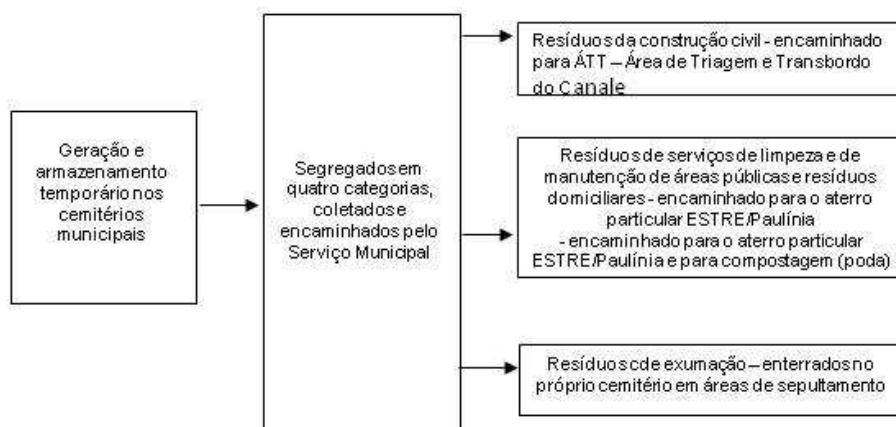 Geração e
armazenamento
temporário nos
cemitérios
municipais
Segregados em
quatro categorias,
coletados e
encaminhados pelo
Serviço Municipal
Resíduos da construção civil - encaminhado
para ÁTT – Área de Triagem e Transbordo
do Canale
Resíduos de serviços de limpeza e de
manutenção de áreas públicas e resíduos
domiciliares - encaminhado para o aterro
particular ESTRE/Paulínia
- encaminhado para o aterro particular
ESTRE/Paulínia e para compostagem (poda)
Resíduos cde exumação – enterrados no
próprio cemitério em áreas de sepultamento